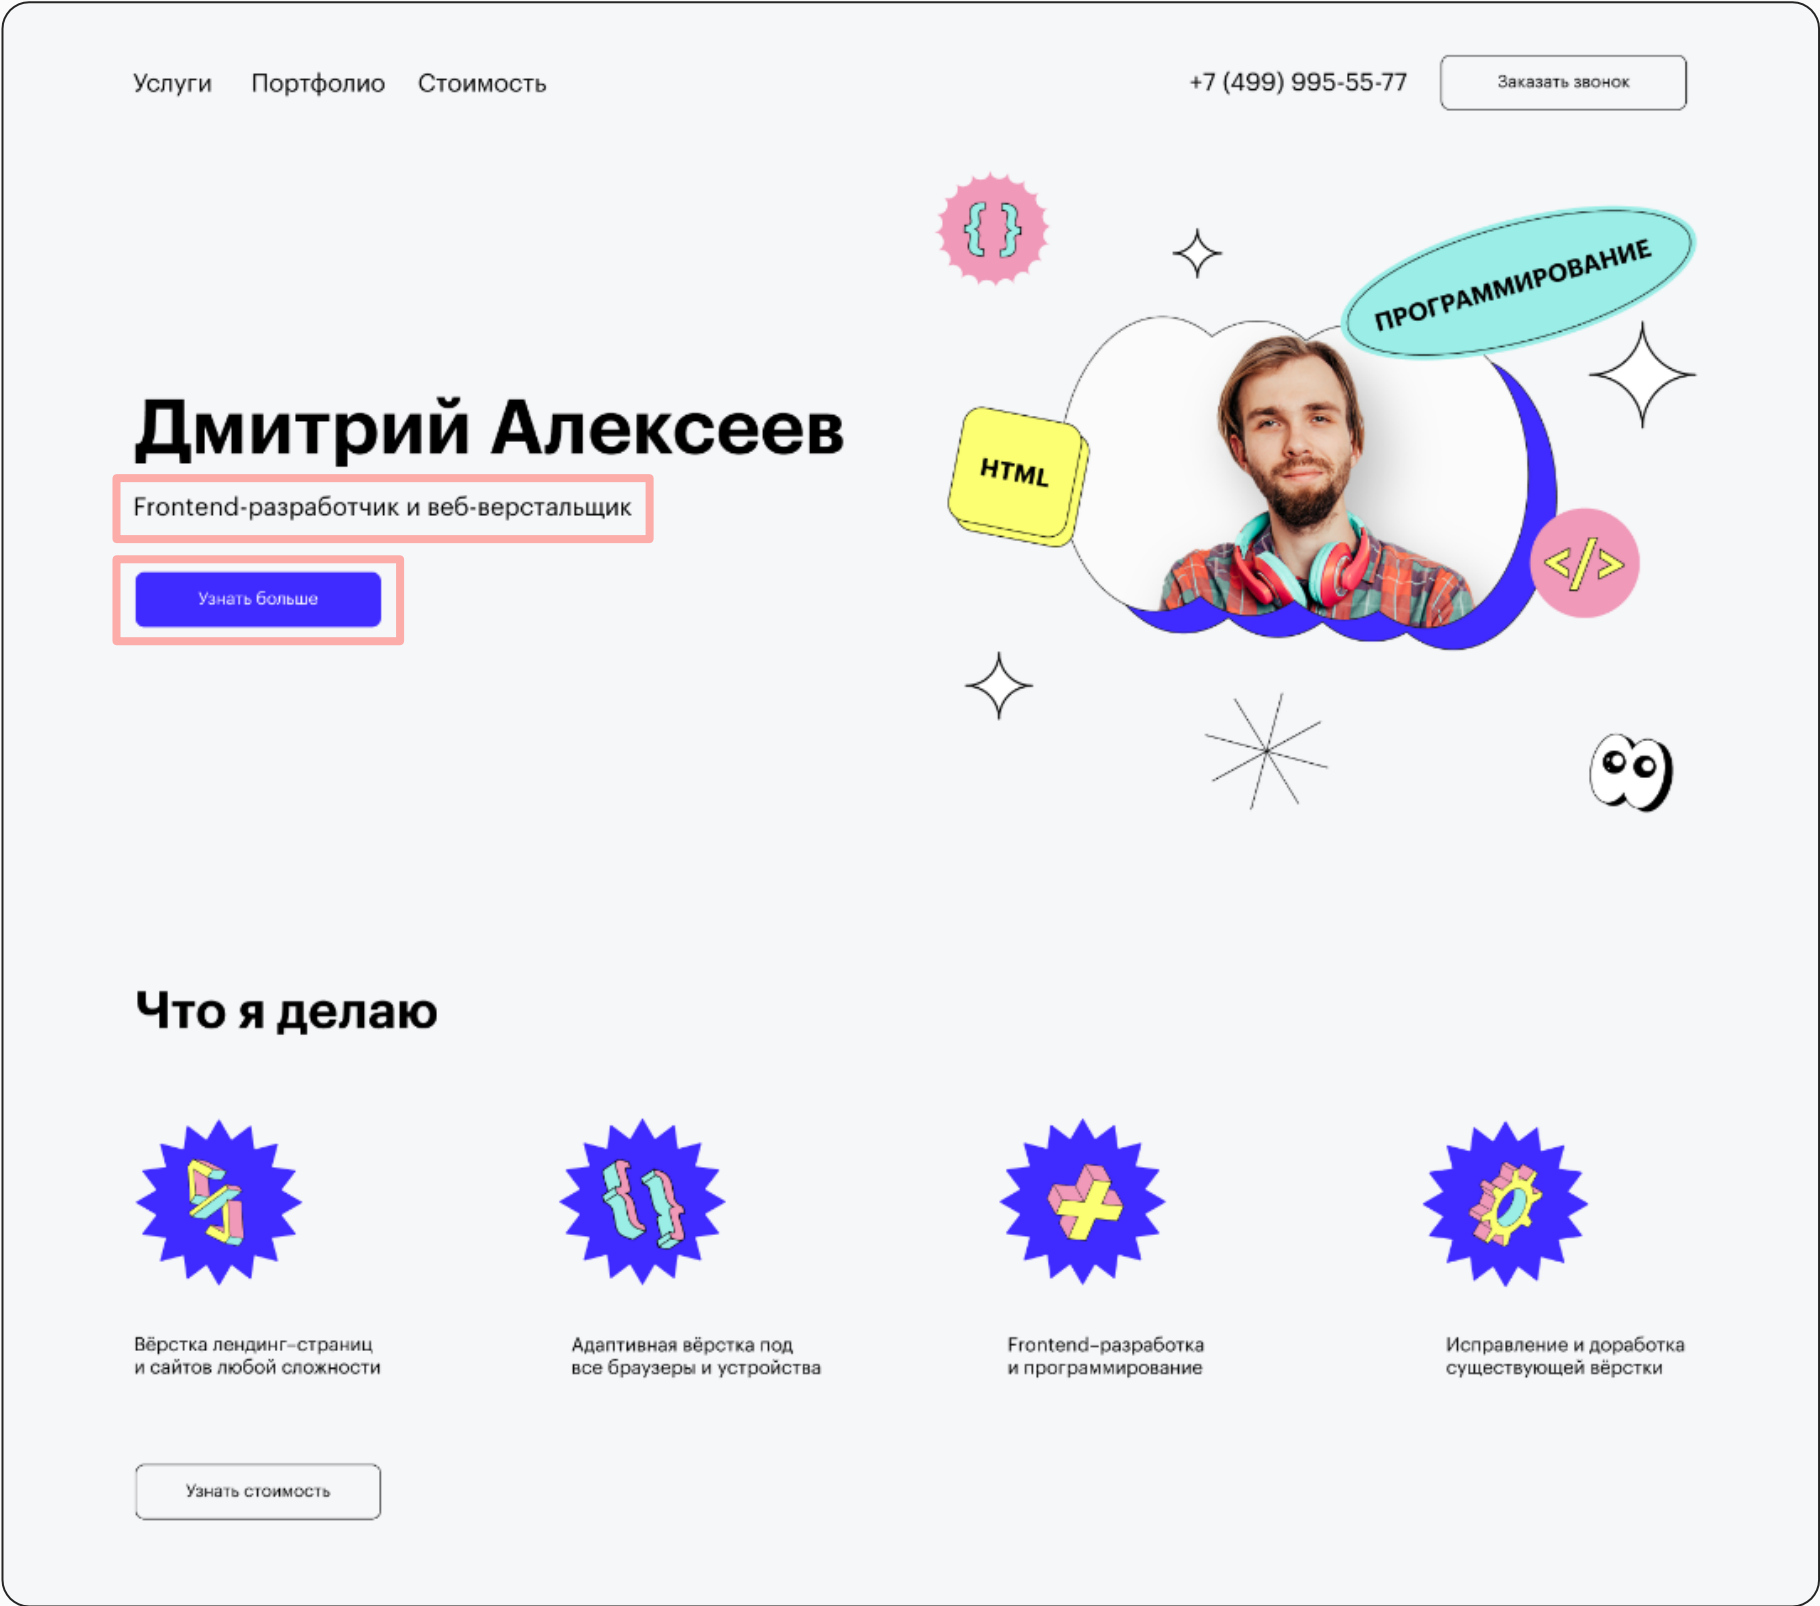 Услуги Портфолио Стоимость
+7 (499) 995-55-77
Заказать звонок
{ }
ПРОГРАММИРОВАНИЕ
HTML
</>
Дмитрий Алексеев
Frontend-разработчик и веб-верстальщик
Узнать больше
Что я делаю
Вёрстка лендинг-страниц
и сайтов любой сложности
Адаптивная вёрстка под
все браузеры и устройства
Frontend-разработка
и программирование
Исправление и доработка
существующей вёрстки
Узнать стоимость